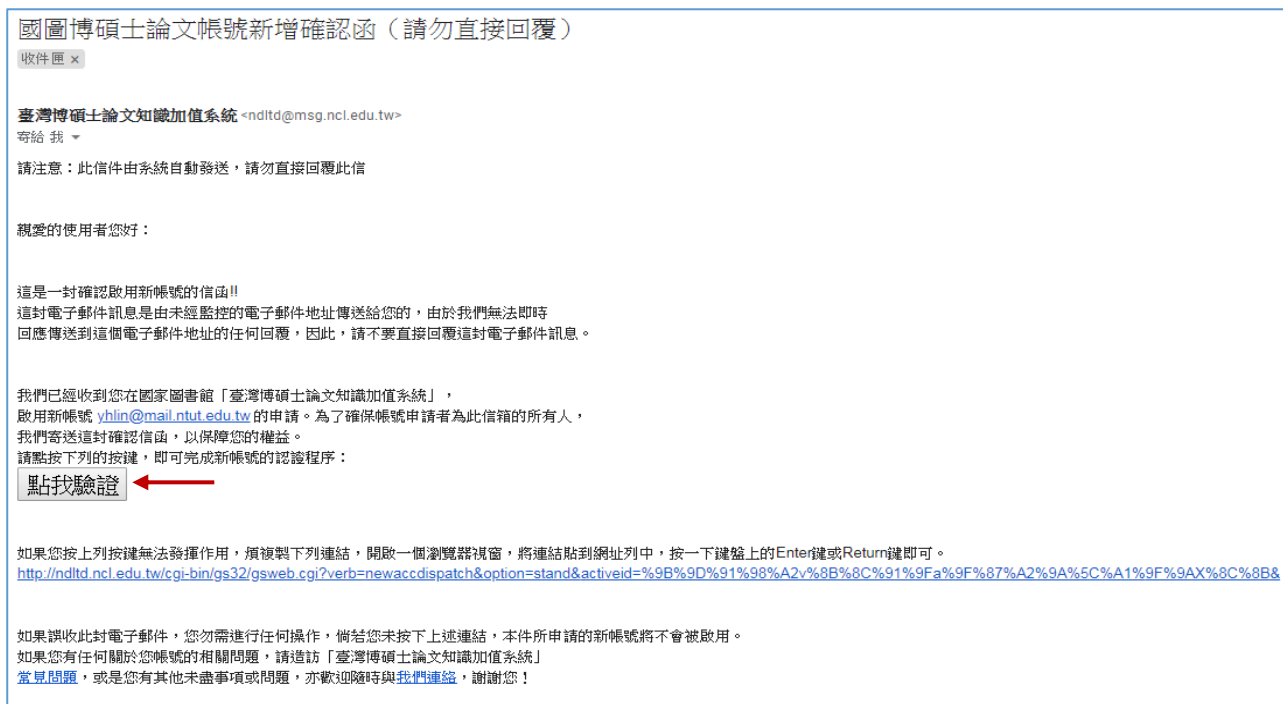 國圖博碩士論文帳號新增確認函（請勿直接回覆）
收件匣 x
臺灣博碩士論文知識加值系統 <ndltd@msg.ncl.edu.tw>
寄給 我
請注意：此信件由系統自動發送，請勿直接回覆此信
親愛的使用者您好：
這是一封確認啟用新帳號的信函!!
這封電子郵件訊息是由未經監控的電子郵件地址傳送給您的，由於我們無法即時
回應傳送到這個電子郵件地址的任何回覆，因此，請不要直接回覆這封電子郵件訊息。
我們已經收到您在國家圖書館「臺灣博碩士論文知識加值系統」，
啟用新帳號 yhlin@mail.ntut.edu.tw 的申請。為了確保帳號申請者為此信箱的所有人，
我們寄送這封確認信函，以保障您的權益。
請點按下列的按鍵，即可完成新帳號的認證程序：
點我驗證
如果您按上列按鍵無法發揮作用，煩複製下列連結，開啟一個瀏覽器視窗，將連結貼到網址列中，按一下鍵盤上的Enter鍵或Return鍵即可。
http://ndltd.ncl.edu.tw/cgi-bin/gs32/gsweb.cgi?verb=newaccdispatch&option=stand&activeid=%9B%9D%91%98%A2v%8B%8C%91%9Fa%9F%87%A2%9A%5C%A1%9F%9AX%8C%8B&
如果誤收此封電子郵件，您勿需進行任何操作，倘若您未按下上述連結，本件所申請的新帳號將不會被啟用。
如果您有任何關於您帳號的相關問題，請造訪「臺灣博碩士論文知識加值系統」
常見問題，或是您有其他未盡事項或問題，亦歡迎隨時與我們連絡，謝謝您！